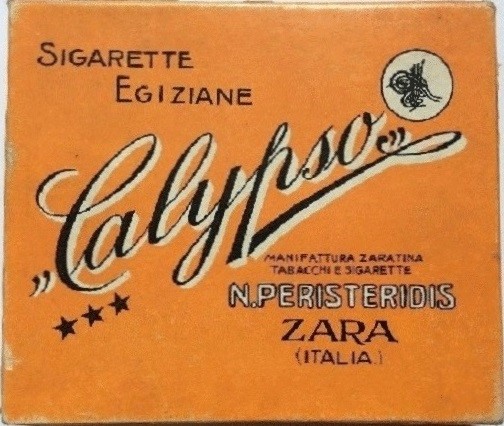 SIGARETTE
EGIZIANE
„Calypso”
MANIFATTURA ZARATINA
TABACCHI E SIGARETTE
N.PERISTERIDIS
ZARA
(ITALIA.)